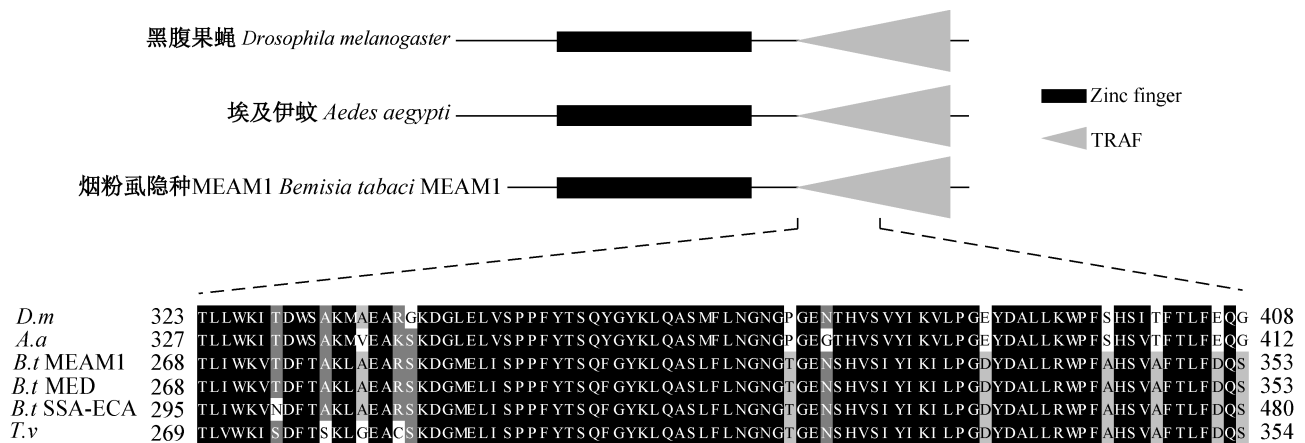 黑腹果蝇 Drosophila melanogaster
埃及伊蚊 Aedes aegypti
烟粉虱隐种MEAM1 Bemisia tabaci MEAM1
Zinc finger
TRAF
D.m 323 TLLWKITDWSAKMAEARGKDGLELVSPPFYTSQYGYKLQASMFLNGNGPGENTHVSVYIKVLPGEYDALLRWPFSHSITFTLFEQG 408
A.a 327 TLLWKITDWSAKMVEAKSKDGLELVSPPFYTSQYGYKLQASMFLNGNGPGEGTHVSVYIKVLPGEYDALLKWPFSHSVTFTLFEQG 412
B.t MEAM1 268 TLIWKVTDFTAKLAEARSKDGMELISPPFYTSQFGYKLQASLFLNGNGTGENSHVSIYIKILPGDYDALLRWPFAHSVAFTLFDQS 353
B.t MED 268 TLIWKVTDFTAKLAEARSKDGMELISPPFYTSQFGYKLQASLFLNGNGTGENSHVSIYIKILPGDYDALLRWPFAHSVAFTLFDQS 353
B.t SSA-ECA 295 TLIWKVNDFTAKLAEARSKDGMELISPPFYTSQFGYKLQASLFLNGNGTGENSHVSIYIKILPGDYDALLRWPFAHSVAFTLFDQS 480
T.v 269 TLVWKISDFTSKLGEACSKDGMELISPPFYTSQFGYKLQASLFLNGNGTGENSHVSIYIKILPGDYDALLRWPFAHSVAFTLFDQS 354